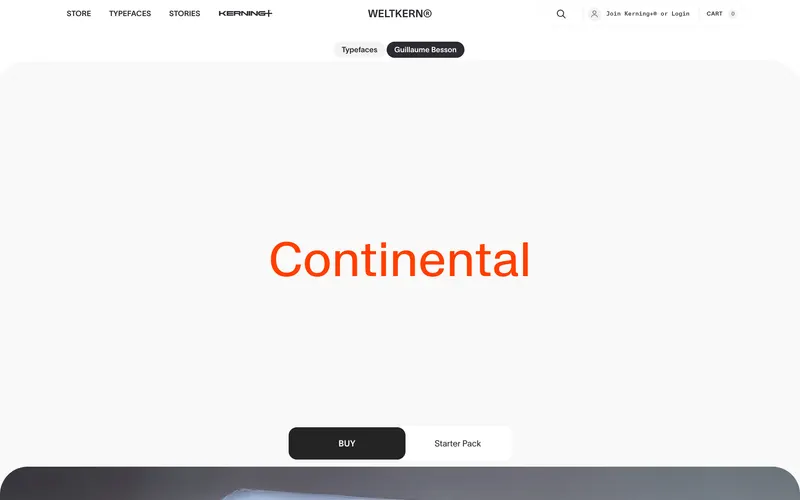 STORE TYPEFACES STORIES KERNING+ WELTKERN® Join Kerning+® or Login CART 0
Typefaces Guillaume Besson
Continental
BUY Starter Pack